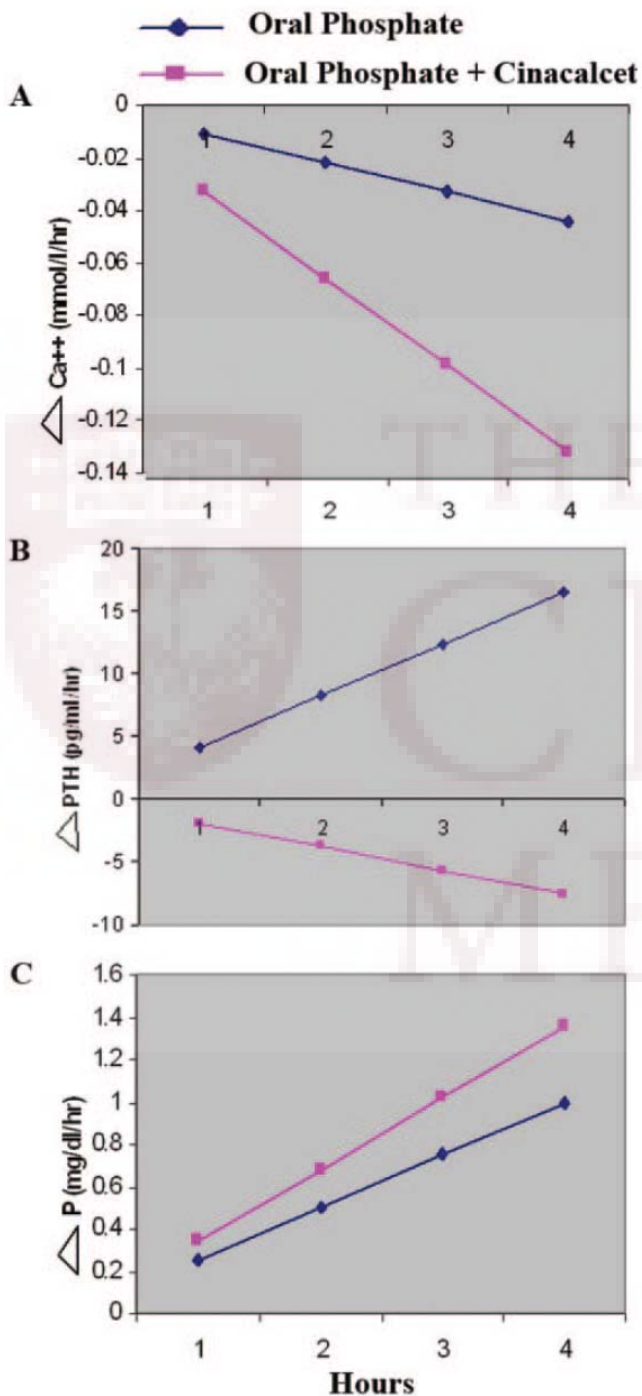 Oral Phosphate
Oral Phosphate + Cinacalcet
A
0
-0.02
-0.04
-0.06
-0.08
-0.1
-0.12
-0.14
Ca++ (mmol/l/hr)
1 2 3 4
1 2 3 4
B
20
15
10
5
0
-5
-10
PTH (pg/ml/hr)
1 2 3 4
C
1.6
1.4
1.2
1
0.8
0.6
0.4
0.2
0
P (mg/dl/hr)
1 2 3 4
Hours